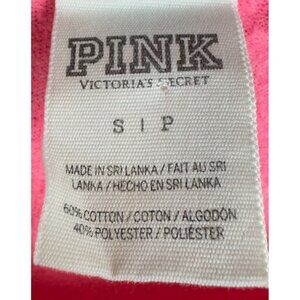 PINK
VICTORIA'S SECRET
S | P
MADE IN SRI LANKA / FAIT AU SRI
LANKA / HECHO EN SRI LANKA
60% COTTON / COTON / ALGODÓN
40% POLYESTER / POLIÉSTER